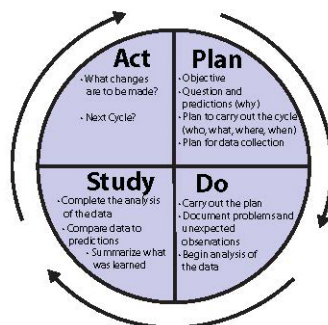 Act
· What changes
are to be made?
· Next Cycle?
Plan
· Objective
· Question and
predictions (why)
· Plan to carry out the cycle
(who, what, where, when)
· Plan for data collection
Study
· Complete the analysis
of the data
· Compare data to
predictions
· Summarize what
was learned
Do
· Carry out the plan
· Document problems and
unexpected
observations
· Begin analysis of
the data